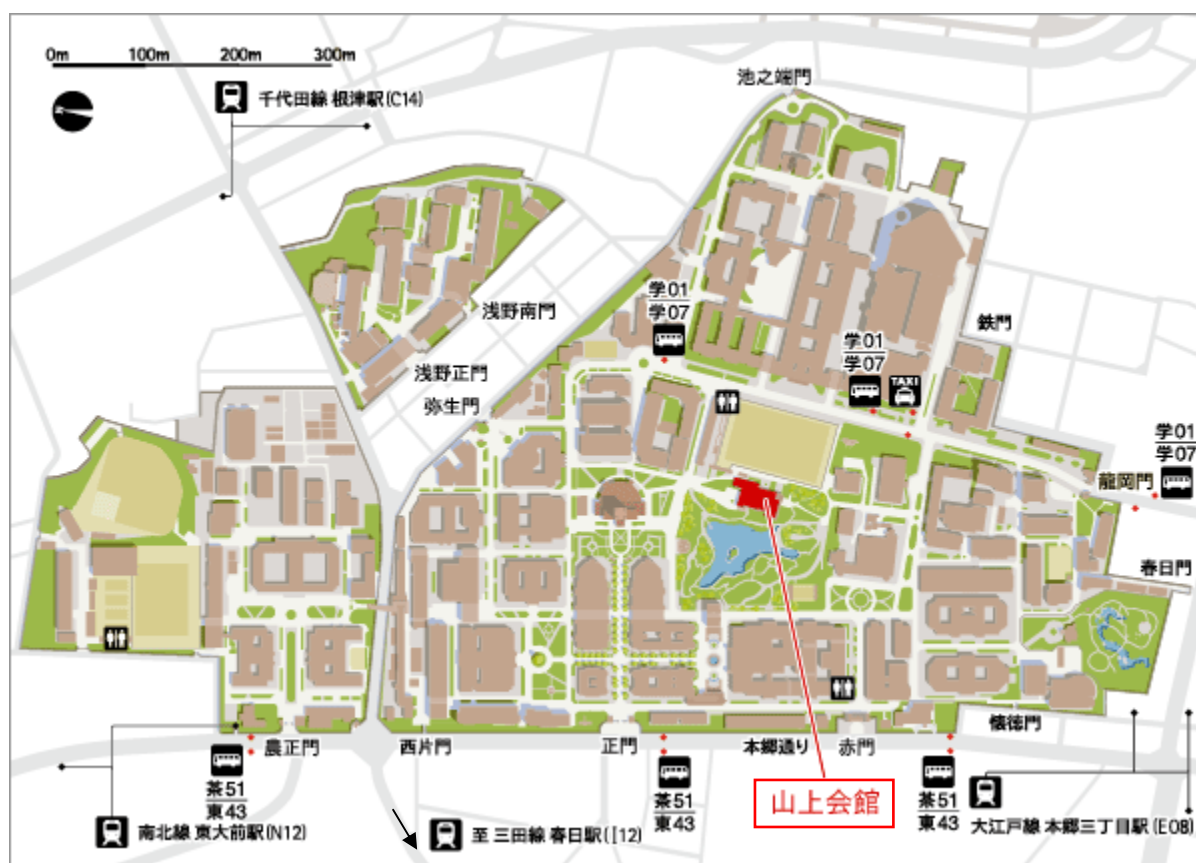 0m 100m 200m 300m
千代田線 根津駅(C14)
池之端門
浅野南門
学01
学07
鉄門
学01
学07
TAXI
浅野正門
弥生門
学01
学07
龍岡門
春日門
懐徳門
農正門
西片門
正門
本郷通り
赤門
茶51
東43
茶51
東43
山上会館
茶51
東43
南北線 東大前駅(N12)
至 三田線 春日駅([12)
大江戸線 本郷三丁目駅(E08)